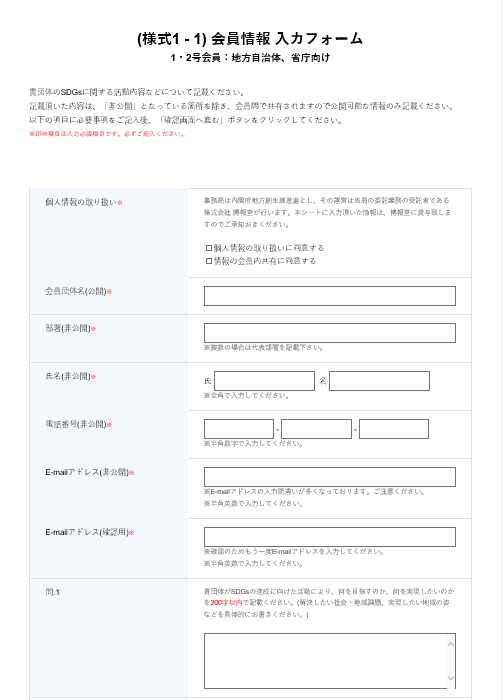 (様式1 - 1) 会員情報 入力フォーム
1・2号会員：地方自治体、省庁向け
貴団体のSDGsに関する活動内容などについて記載ください。
記載頂いた内容は、「非公開」となっている箇所を除き、会員間で共有されますので公開可能な情報のみ記載ください。
以下の項目に必要事項をご記入後、「確認画面へ進む」ボタンをクリックしてください。
※印の項目は入力必須項目です。必ずご記入ください。
個人情報の取り扱い※
事務局は内閣府地方創生推進室とし、その運営は当局の委託業務の受託者である
株式会社 博報堂が行います。本シートに入力頂いた情報は、博報堂に貸与致しま
すのでご承知おきください。
個人情報の取り扱いに同意する
情報の会員内共有に同意する
会員団体名(公開)※
部署(非公開)※
※複数の場合は代表部署を記載下さい。
氏名(非公開)※
氏 名
※全角で入力してください。
電話番号(非公開)※
- -
※半角数字で入力してください。
E-mailアドレス(非公開)※
※E-mailアドレスの入力間違いが多くなっております。ご注意ください。
※半角英数で入力してください。
E-mailアドレス(確認用)※
※確認のためもう一度E-mailアドレスを入力してください。
※半角英数で入力してください。
問.1
貴団体がSDGsの達成に向けた活動により、何を目指すのか、何を実現したいのか
を200字以内で記載ください。(解決したい社会・地域課題、実現したい地域の姿
などを具体的にお書きください。)